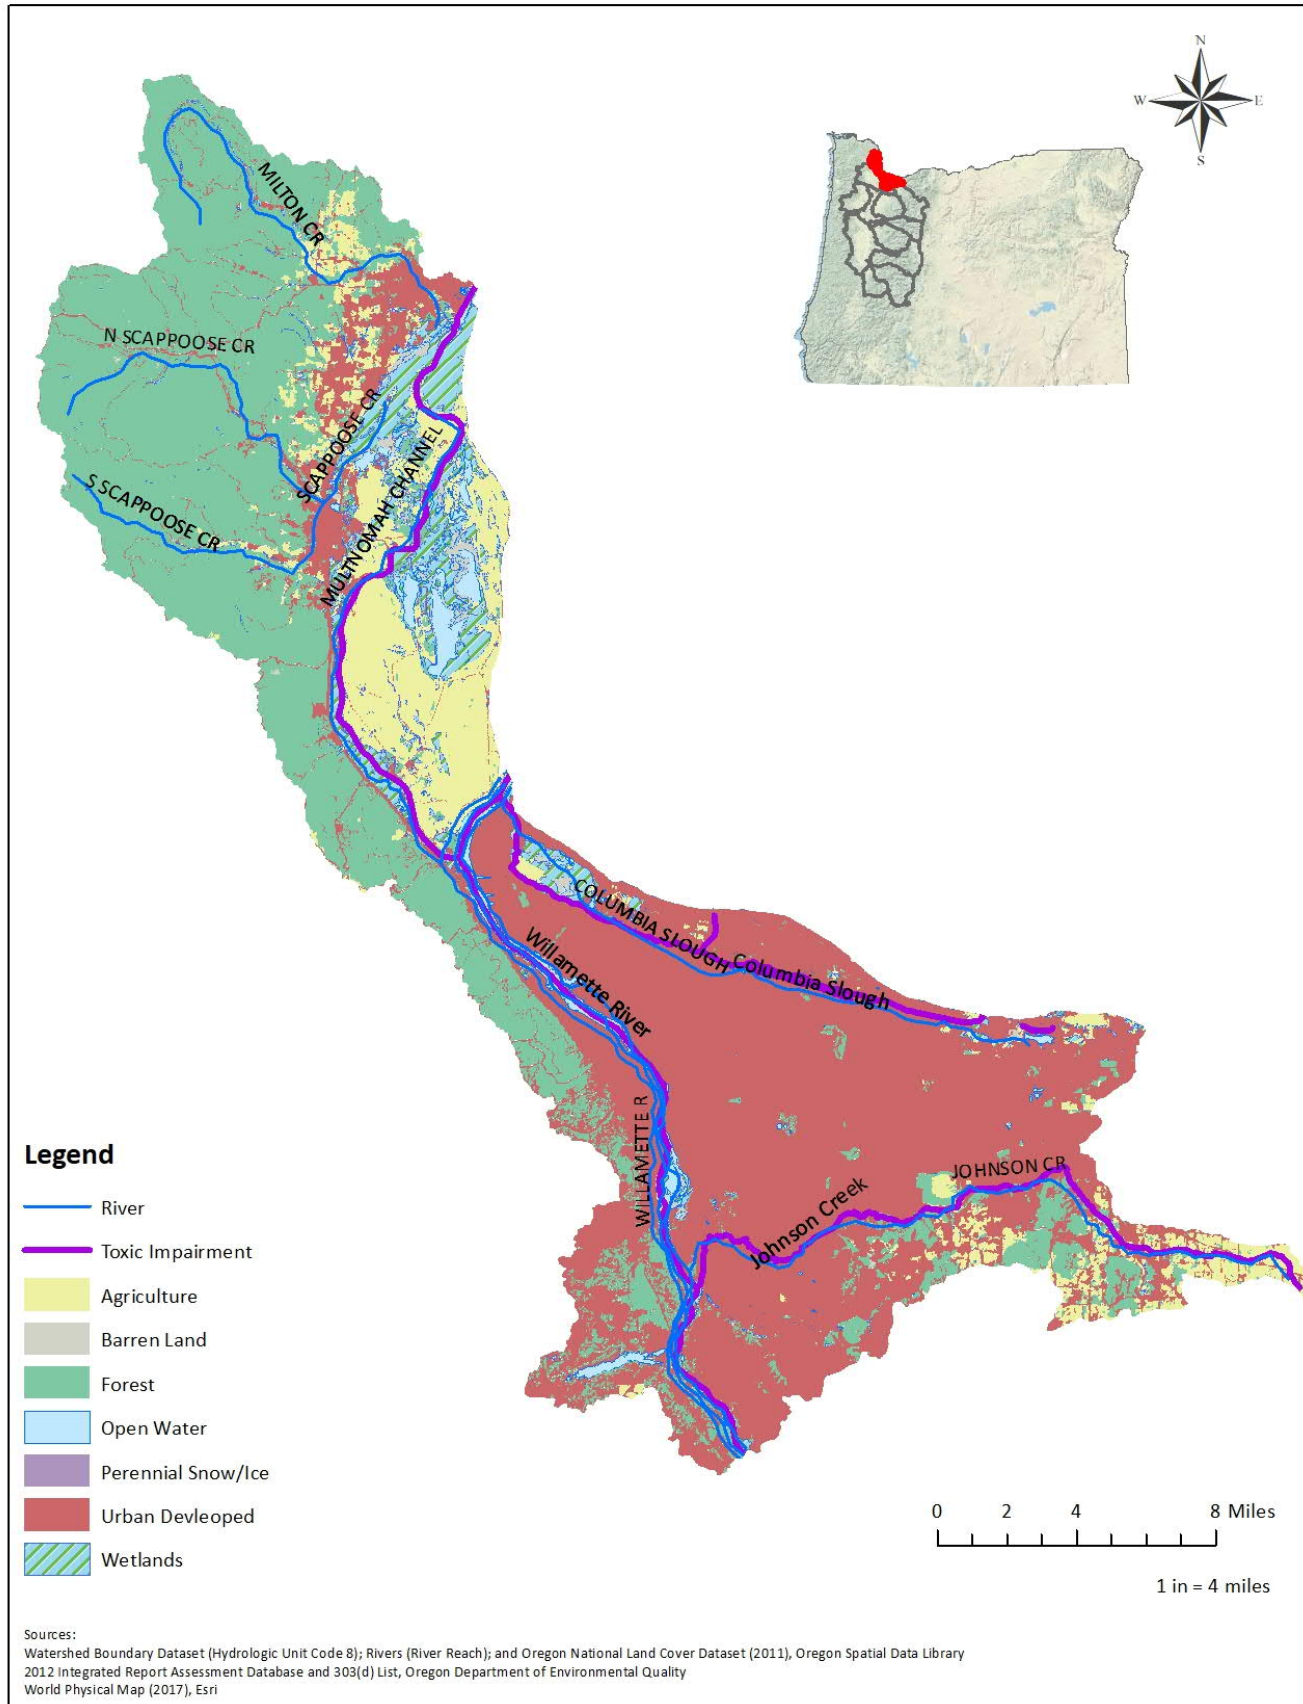 N
W
E
S
MILTON CR
N SCAPPOOSE CR
SCAPPOOSE CR
S SCAPPOOSE CR
MULTNOMAH CHANNEL
COLUMBIA SLOUGH
Columbia Slough
Willamette River
WILLAMETTE R
JOHNSON CR
Johnson Creek
Legend
River
Toxic Impairment
Agriculture
Barren Land
Forest
Open Water
Perennial Snow/Ice
Urban Devleoped
Wetlands
0 2 4 8 Miles
1 in = 4 miles
Sources:
Watershed Boundary Dataset (Hydrologic Unit Code 8); Rivers (River Reach); and Oregon National Land Cover Dataset (2011), Oregon Spatial Data Library
2012 Integrated Report Assessment Database and 303(d) List, Oregon Department of Environmental Quality
World Physical Map (2017), Esri